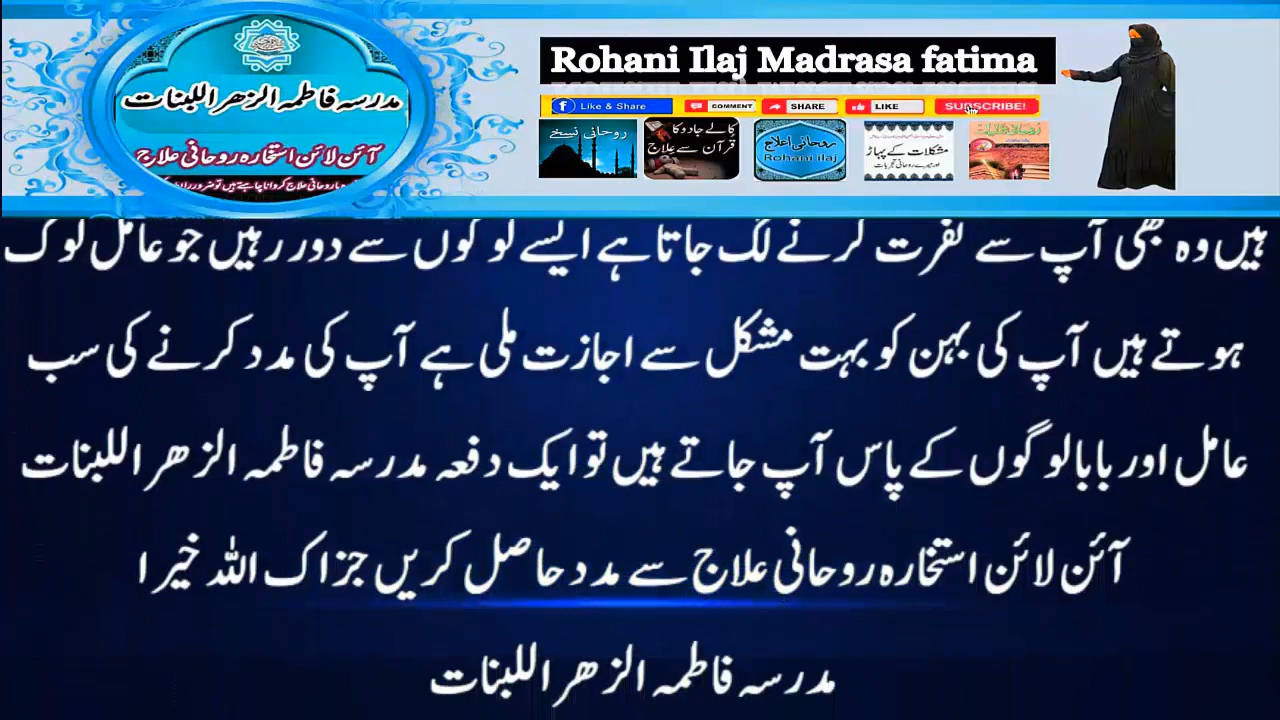 مدرسہ فاطمہ الزھراللبنات
آئن لائن استخارہ روحانی علاج
Rohani Ilaj Madrasa fatima
Like & Share
COMMENT
SHARE
LIKE
SUBSCRIBE!
روحانی نسخے
کالے جادو کا
قرآن سے علاج
روحانی علاج
Rohani ilaj
مشکلات کے پہاڑ
ہیں وہ بھی آپ سے نفرت کرنے لگ جاتا ہے ایسے لوگوں سے دور رہیں جو عامل لوگ
ہوتے ہیں آپ کی بہن کو بہت مشکل سے اجازت ملی ہے آپ کی مدد کرنے کی سب
عامل اور بابا لوگوں کے پاس آپ جاتے ہیں تو ایک دفعہ مدرسہ فاطمہ الزھراللبنات
آئن لائن استخارہ روحانی علاج سے مدد حاصل کریں جزاک اللہ خیرا
مدرسہ فاطمہ الزھراللبنات